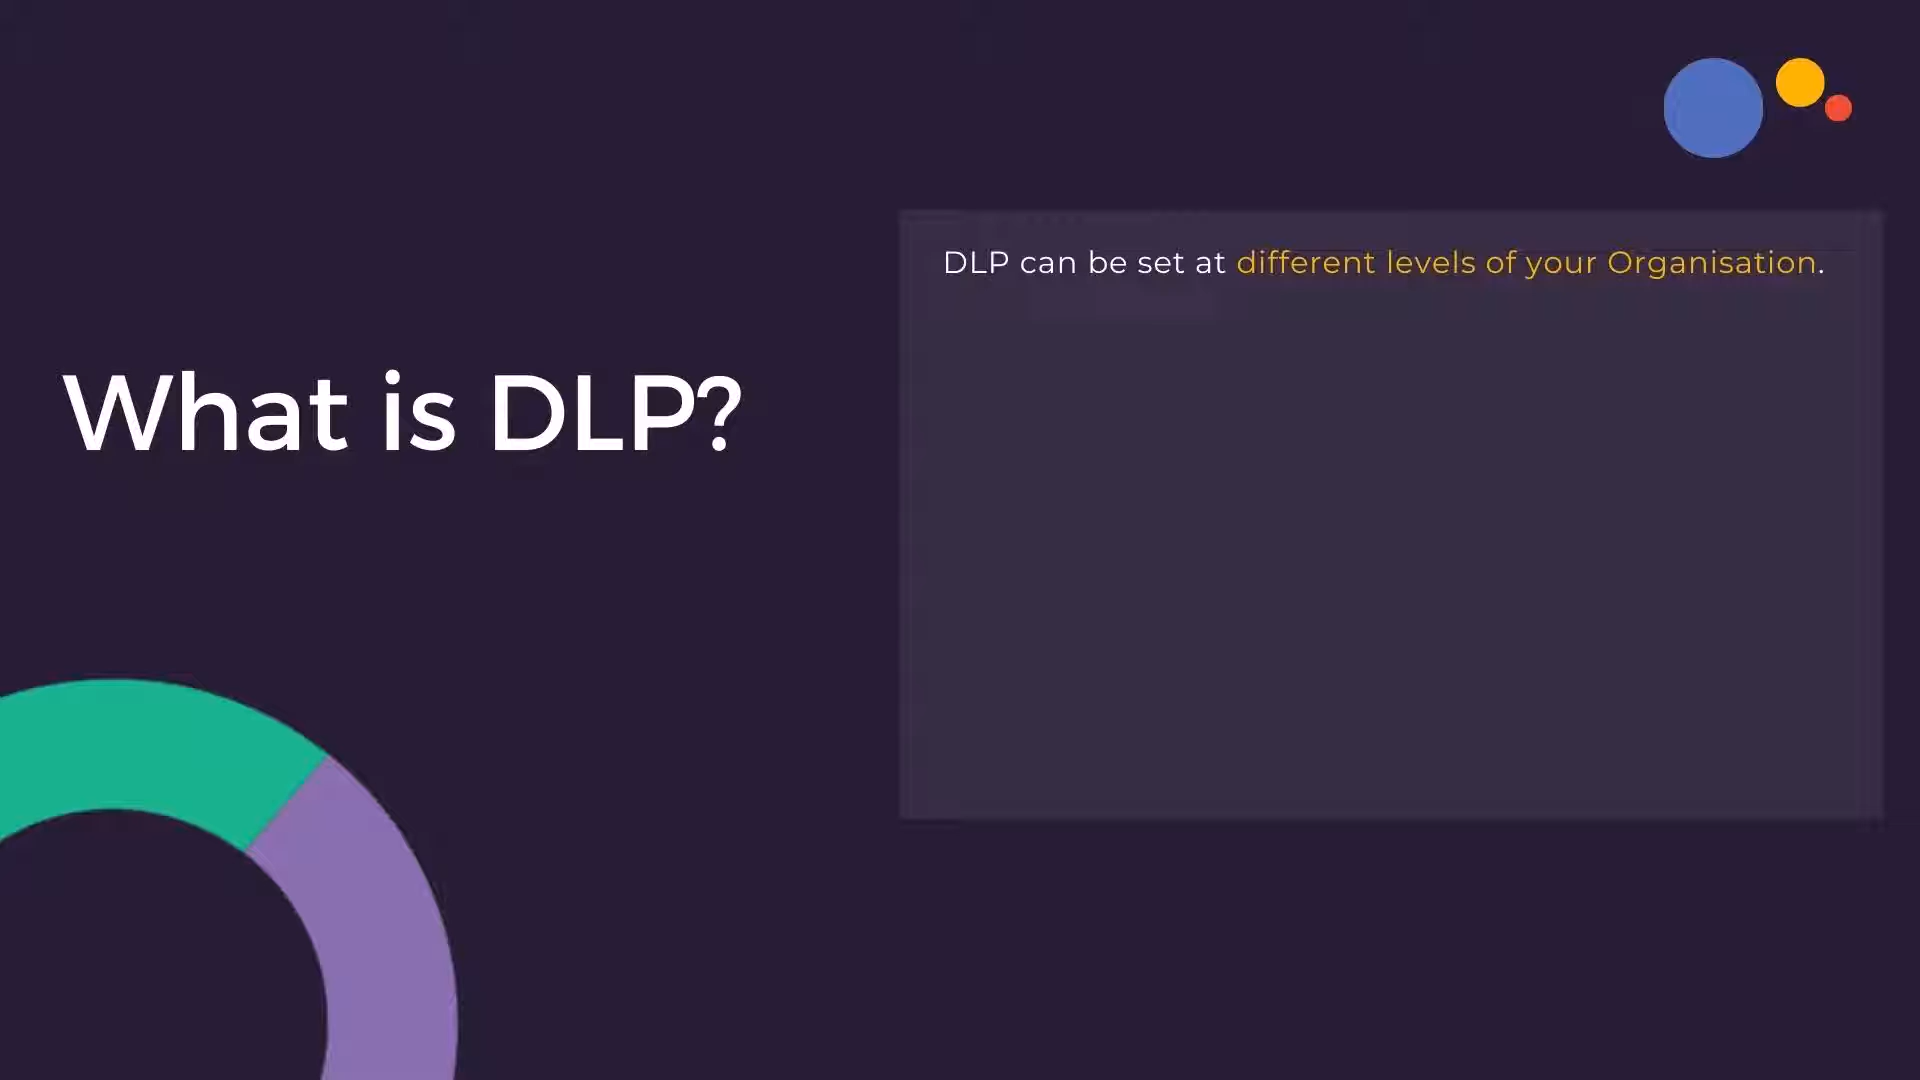 What is DLP?
DLP can be set at different levels of your Organisation.